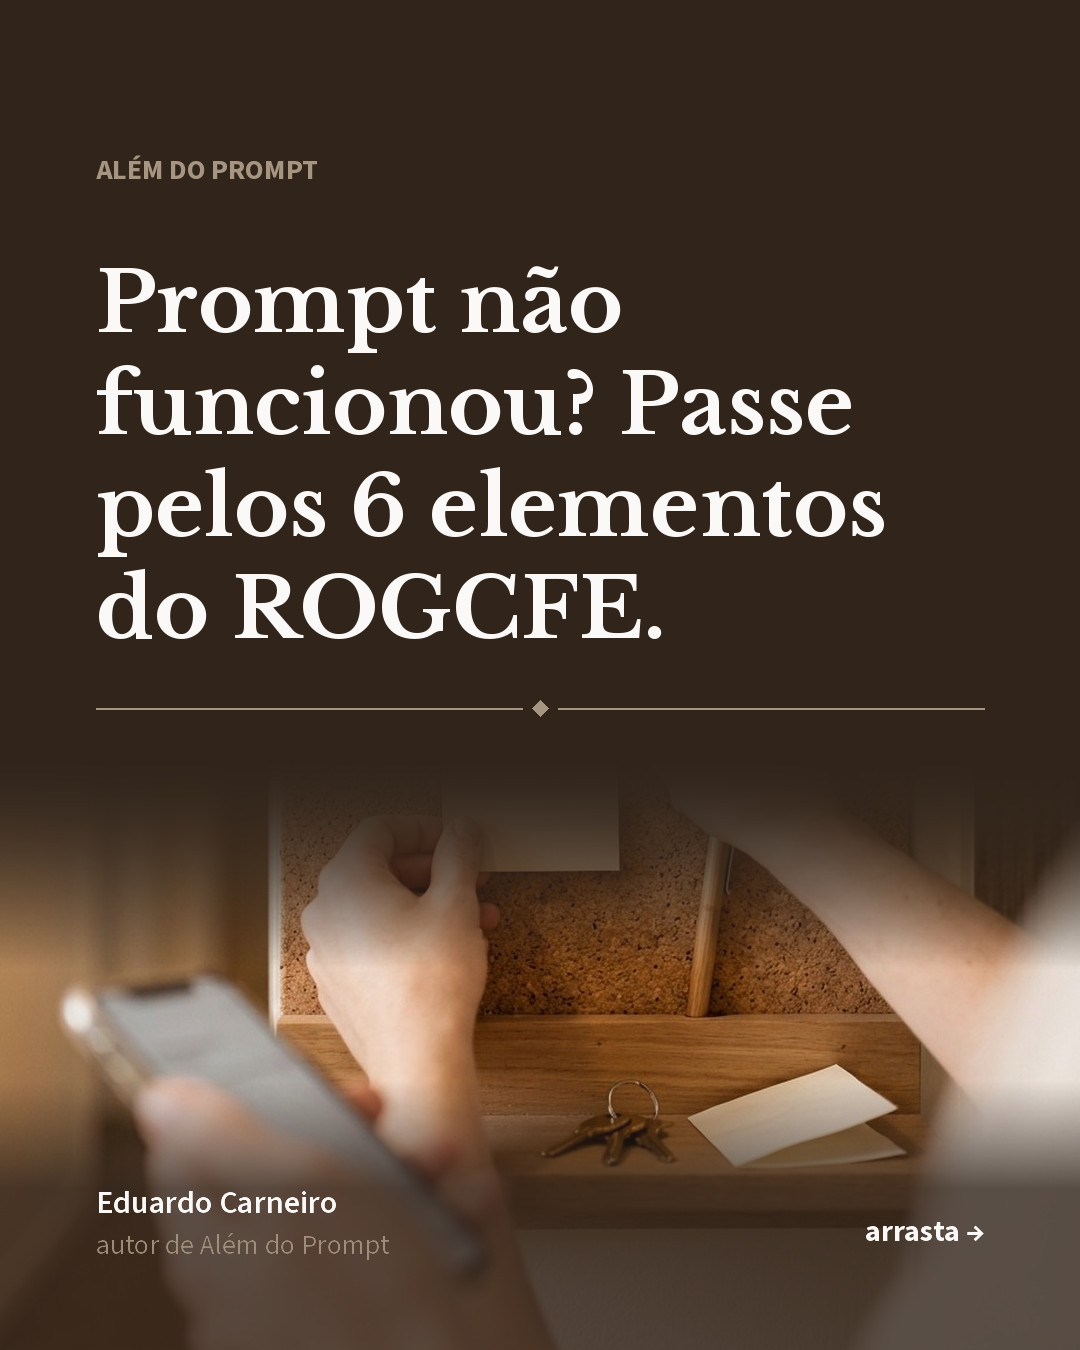 ALÉM DO PROMPT
Prompt não
funcionou? Passe
pelos 6 elementos
do ROGCFE.
Eduardo Carneiro
autor de Além do Prompt
arrasta →